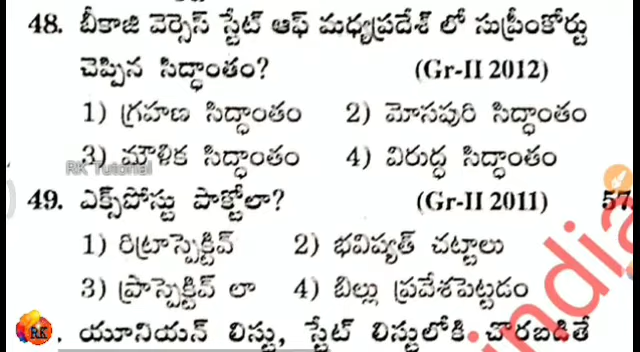 48. బీకాజి వెర్సెస్ స్టేట్ ఆఫ్ మధ్యప్రదేశ్ లో సుప్రీంకోర్టు
చెప్పిన సిద్ధాంతం? (Gr-II 2012)
1) గ్రహణ సిద్ధాంతం 2) మోసపురి సిద్ధాంతం
3) మౌళిక సిద్ధాంతం 4) విరుద్ధ సిద్ధాంతం
RK Tutorial
49. ఎక్స్‌పోస్టు పాక్టోలా? (Gr-II 2011) 57
1) రిట్రాస్పెక్టివ్ 2) భవిష్యత్ చట్టాలు
3) ప్రాస్పెక్టివ్ లా 4) బిల్లు ప్రవేశపెట్టడం
RK
. యూనియన్ లిస్టు, స్టేట్ లిస్టులోకి చొరబడితే
india